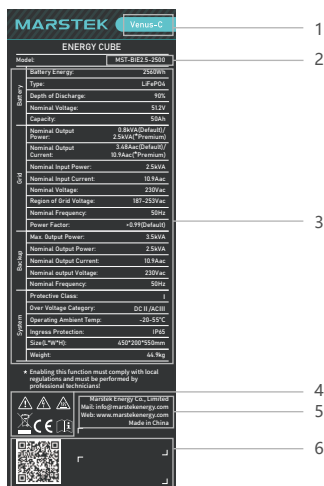 MARSTEK Venus-C
1
ENERGY CUBE
Model: MST-BIE2.5-2500
2
Battery
Battery Energy: 2560Wh
Type: LiFePO4
Depth of Discharge: 90%
Nominal Voltage: 51.2V
Capacity: 50Ah
Grid
Nominal Output Power: 0.8kVA(Default)/
2.5kVA(*Premium)
Nominal Output Current: 3.48Aac(Default)/
10.9Aac(*Premium)
Nominal Input Power: 2.5kVA
Nominal Input Current: 10.9Aac
Nominal Voltage: 230Vac
Region of Grid Voltage: 187-253Vac
Nominal Frequency: 50Hz
3
Power Factor: +0.99(Default)
Backup
Max. Output Power: 3.5kVA
Nominal Output Power: 2.5kVA
Nominal Output Current: 10.9Aac
Nominal output Voltage: 230Vac
Nominal Frequency: 50Hz
System
Protective Class: I
Over Voltage Category: DC II /ACIII
Operating Ambient Temp: -20-55°C
Ingress Protection: IP65
Size(L*W*H): 450*200*550mm
Weight: 44.9kg
* Enabling this function must comply with local
regulations and must be performed by
professional technicians!
4
Marstek Energy Co., Limited
Mail: info@marstekenergy.com
5
Web: www.marstekenergy.com
Made in China
CE
6